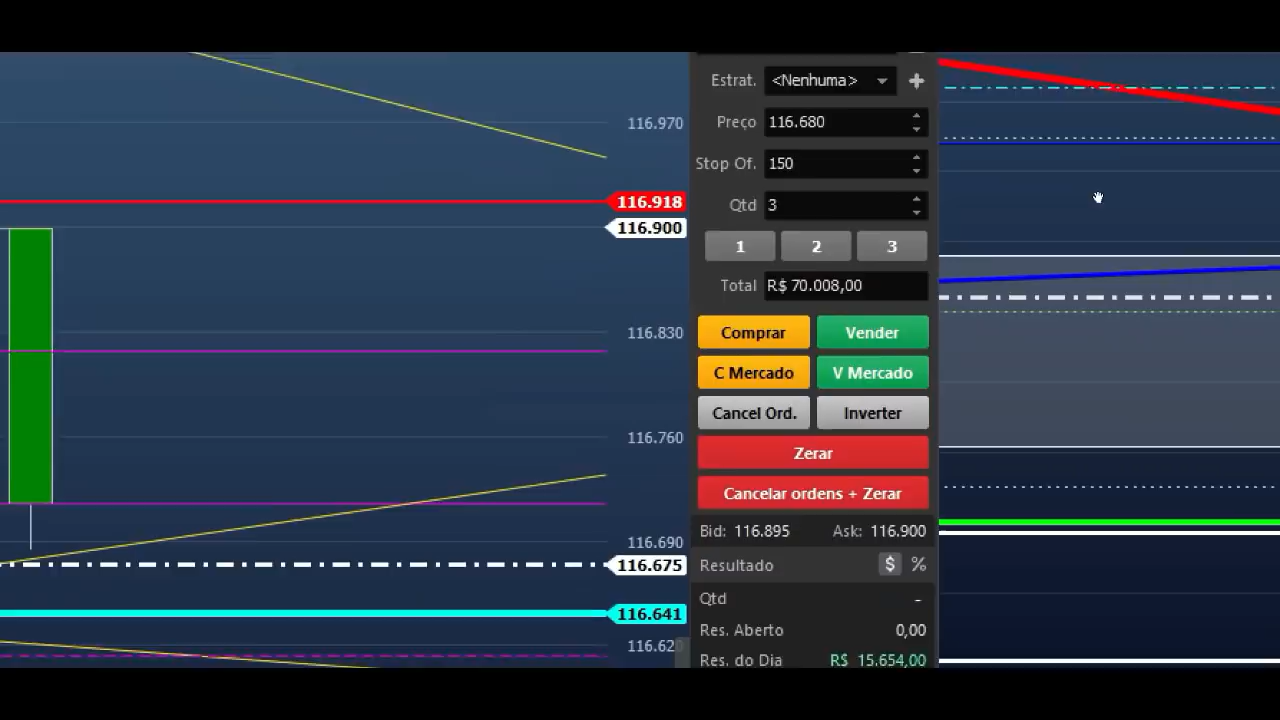 116.970
116.918
116.900
116.830
116.760
116.690
116.675
116.641
116.620
Estrat. <Nenhuma>
Preço 116.680
Stop Of. 150
Qtd 3
1 2 3
Total R$ 70.008,00
Comprar Vender
C Mercado V Mercado
Cancel Ord. Inverter
Zerar
Cancelar ordens + Zerar
Bid: 116.895 Ask: 116.900
Resultado $ %
Qtd -
Res. Aberto 0,00
Res. do Dia R$ 15.654,00